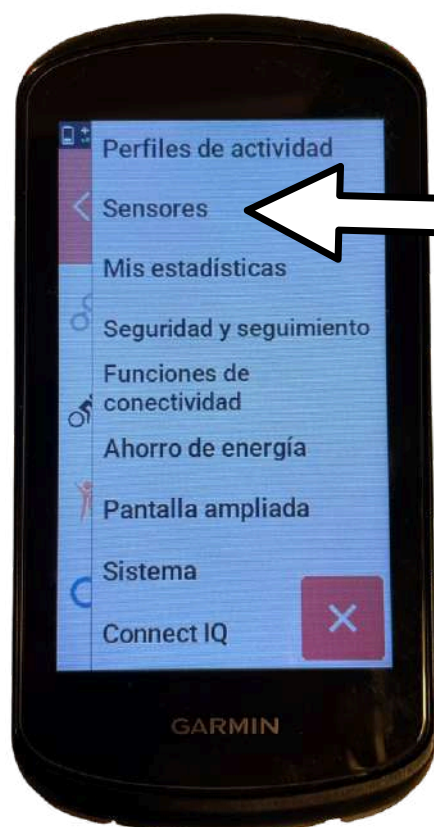 Perfiles de actividad
Sensores
Mis estadísticas
Seguridad y seguimiento
Funciones de
conectividad
Ahorro de energía
Pantalla ampliada
Sistema
Connect IQ
GARMIN